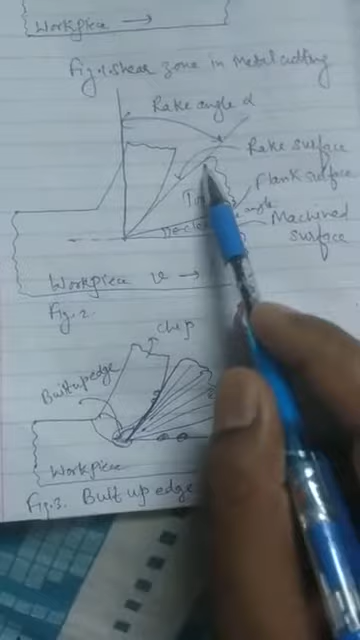 Workpiece
Fig.1. Shear zone in Metal cutting
Rake angle α
Rake surface
Flank surface
angle
Machined
surface
Workpiece v
Fig.2.
Chip
Built up edge
Workpiece
Fig.3. Built up edge